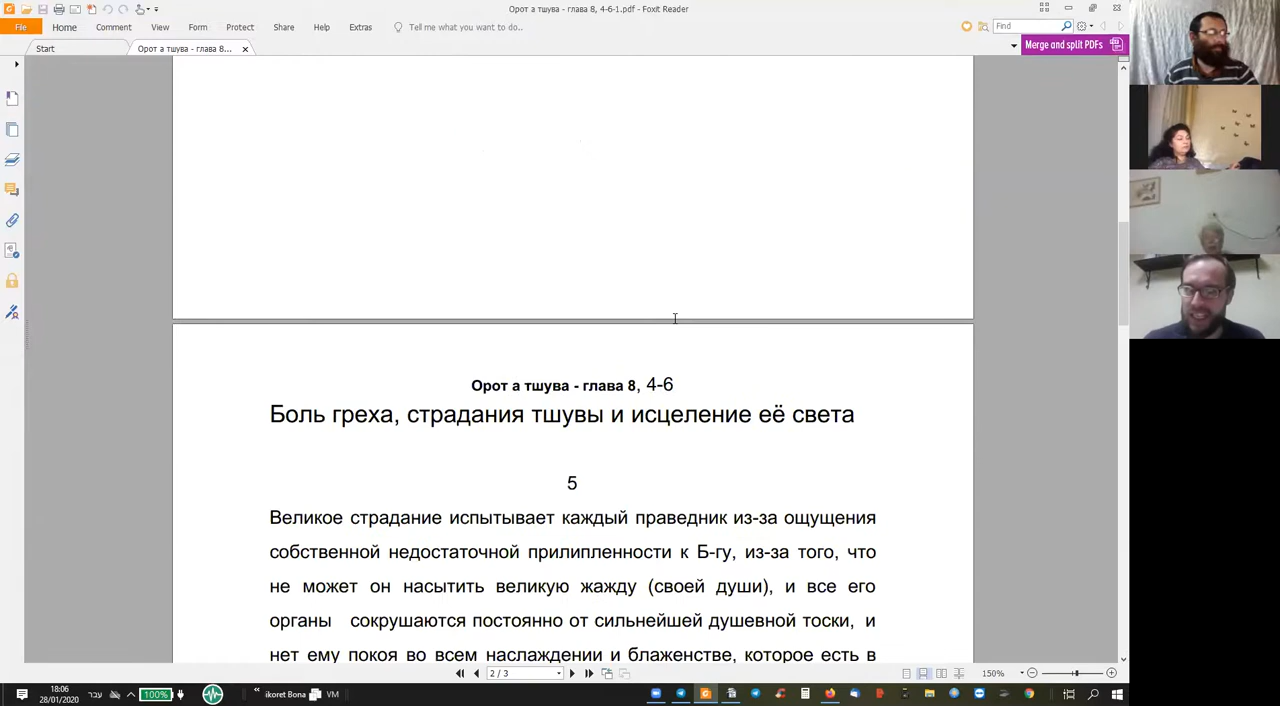 Орот а тшува - глава 8, 4-6-1.pdf - Foxit Reader
File Home Comment View Form Protect Share Help Extras Tell me what you want to do.. Find
Start Орот а тшува - глава 8... Merge and split PDFs
Орот а тшува - глава 8, 4-6
Боль греха, страдания тшувы и исцеление её света
5
Великое страдание испытывает каждый праведник из-за ощущения
собственной недостаточной прилипленности к Б-гу, из-за того, что
не может он насытить великую жажду (своей души), и все его
органы сокрушаются постоянно от сильнейшей душевной тоски, и
нет ему покоя во всем наслаждении и блаженстве, которое есть в
2 / 3 150%
18:06
28/01/2020 עבר 100% ikoret Bona VM